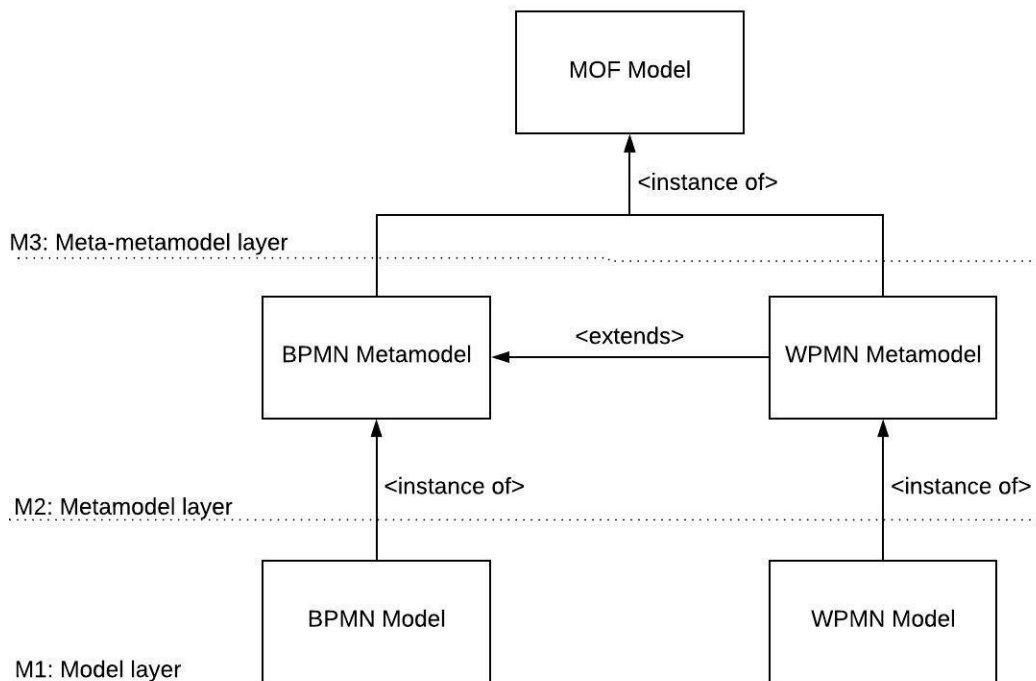 MOF Model
<instance of>
M3: Meta-metamodel layer
<extends>
BPMN Metamodel
WPMN Metamodel
<instance of>
<instance of>
M2: Metamodel layer
BPMN Model
WPMN Model
M1: Model layer